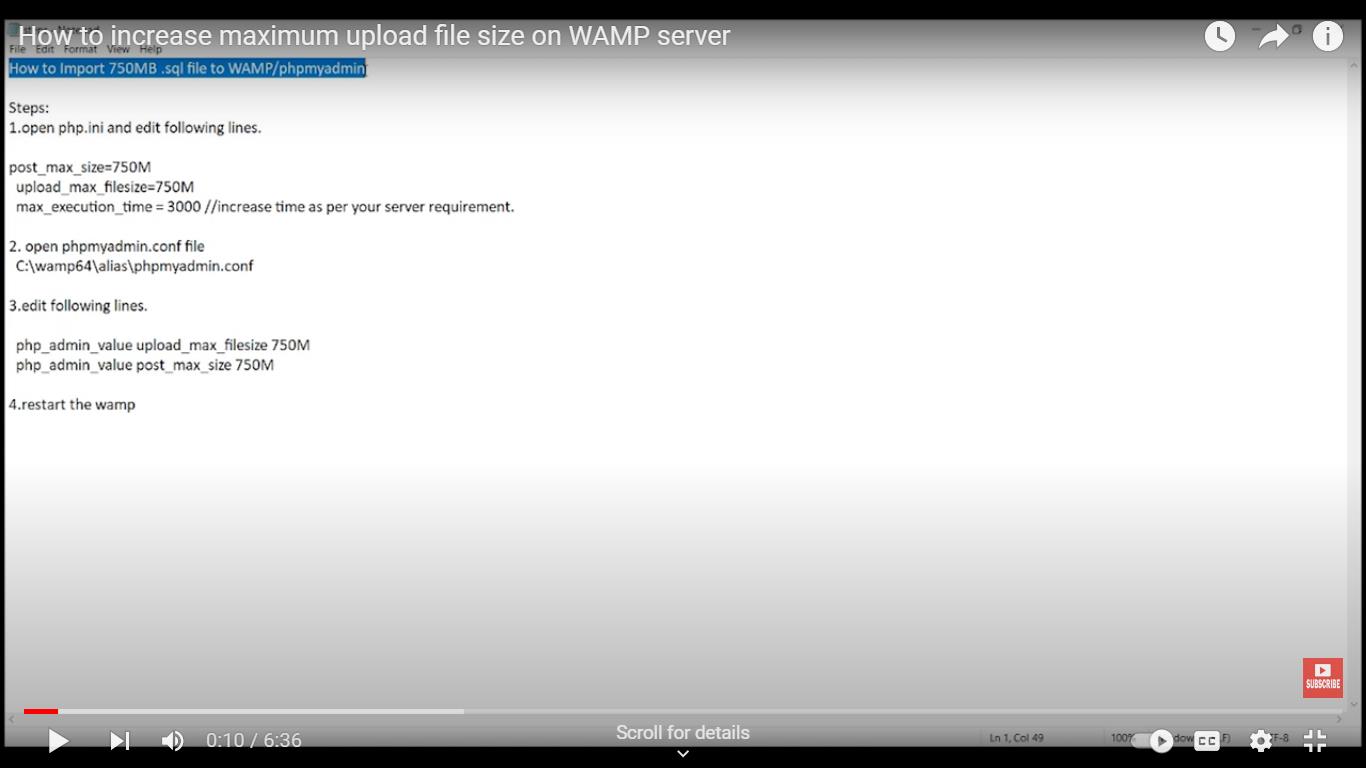 How to increase maximum upload file size on WAMP server
File Edit Format View Help
How to Import 750MB .sql file to WAMP/phpmyadmin
Steps:
1.open php.ini and edit following lines.
post_max_size=750M
upload_max_filesize=750M
max_execution_time = 3000 //increase time as per your server requirement.
2. open phpmyadmin.conf file
C:\wamp64\alias\phpmyadmin.conf
3.edit following lines.
php_admin_value upload_max_filesize 750M
php_admin_value post_max_size 750M
4.restart the wamp
SUBSCRIBE
Scroll for details
0:10 / 6:36
Ln 1, Col 49
100%
CC